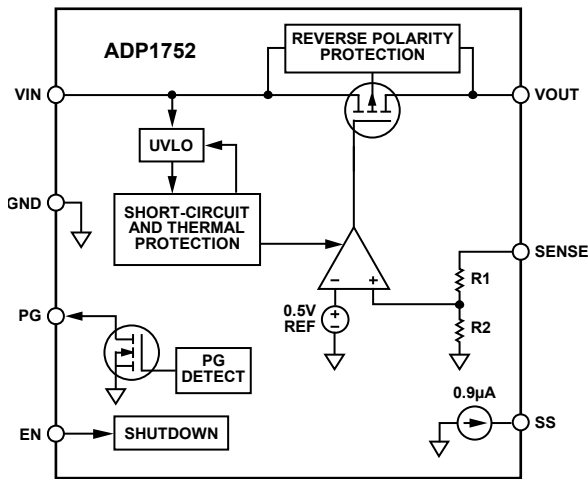 ADP1752
REVERSE POLARITY
PROTECTION
VIN
VOUT
UVLO
GND
SHORT-CIRCUIT
AND THERMAL
PROTECTION
SENSE
R1
–
+
0.5V
REF
+
–
R2
PG
PG
DETECT
0.9µA
EN
SHUTDOWN
SS